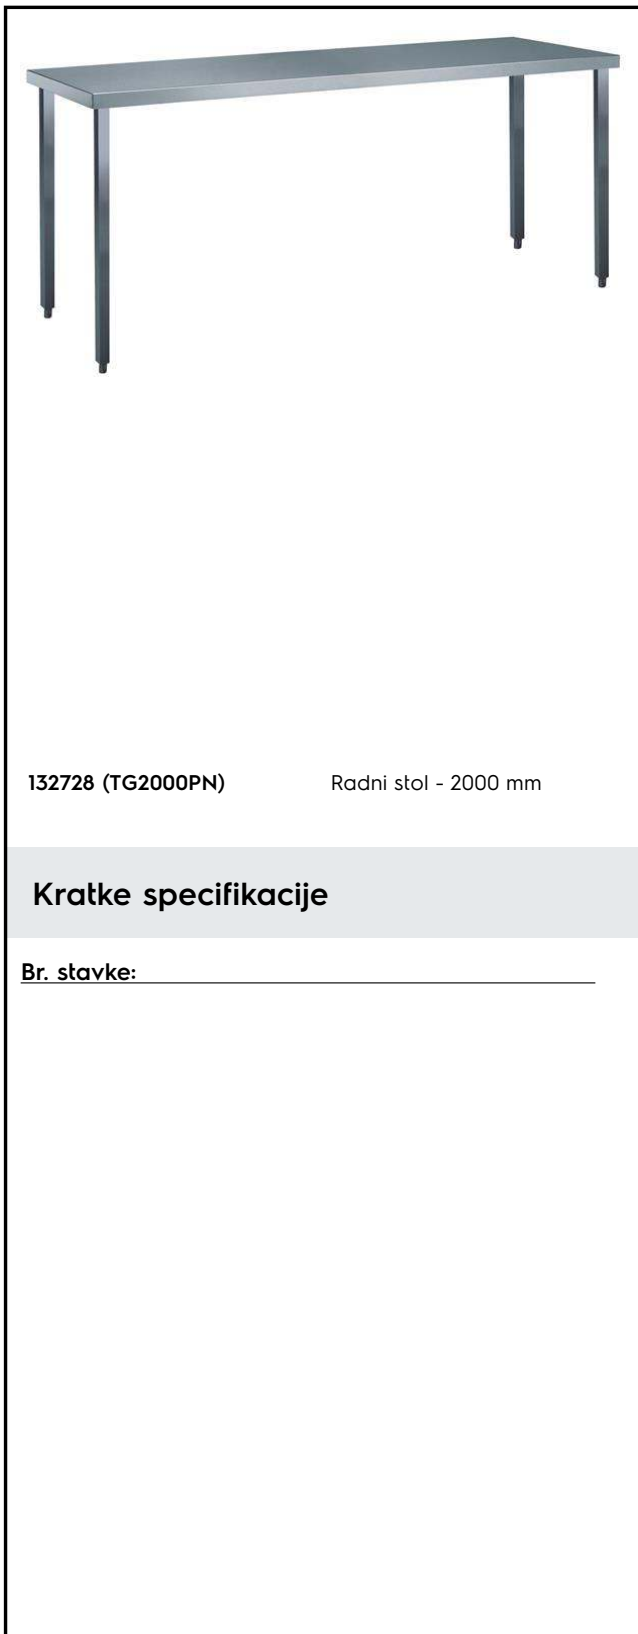 132728 (TG2000PN) Radni stol - 2000 mm
Kratke specifikacije
Br. stavke: